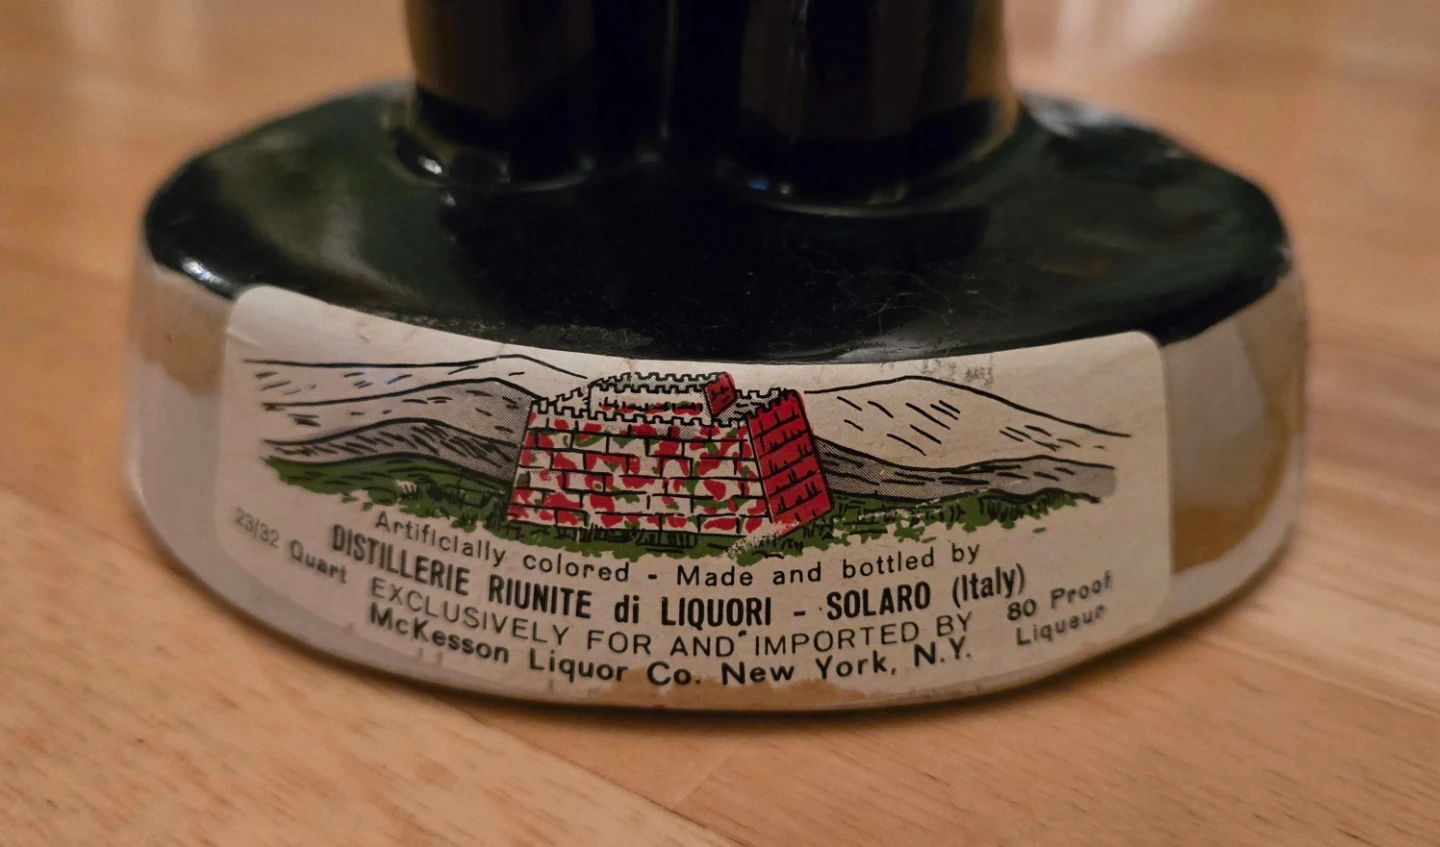 Artificially colored - Made and bottled by
DISTILLERIE RIUNITE di LIQUORI - SOLARO (Italy)
EXCLUSIVELY FOR AND IMPORTED BY
McKesson Liquor Co. New York, N.Y.
23/32
Quart
80 Proof
Liqueur